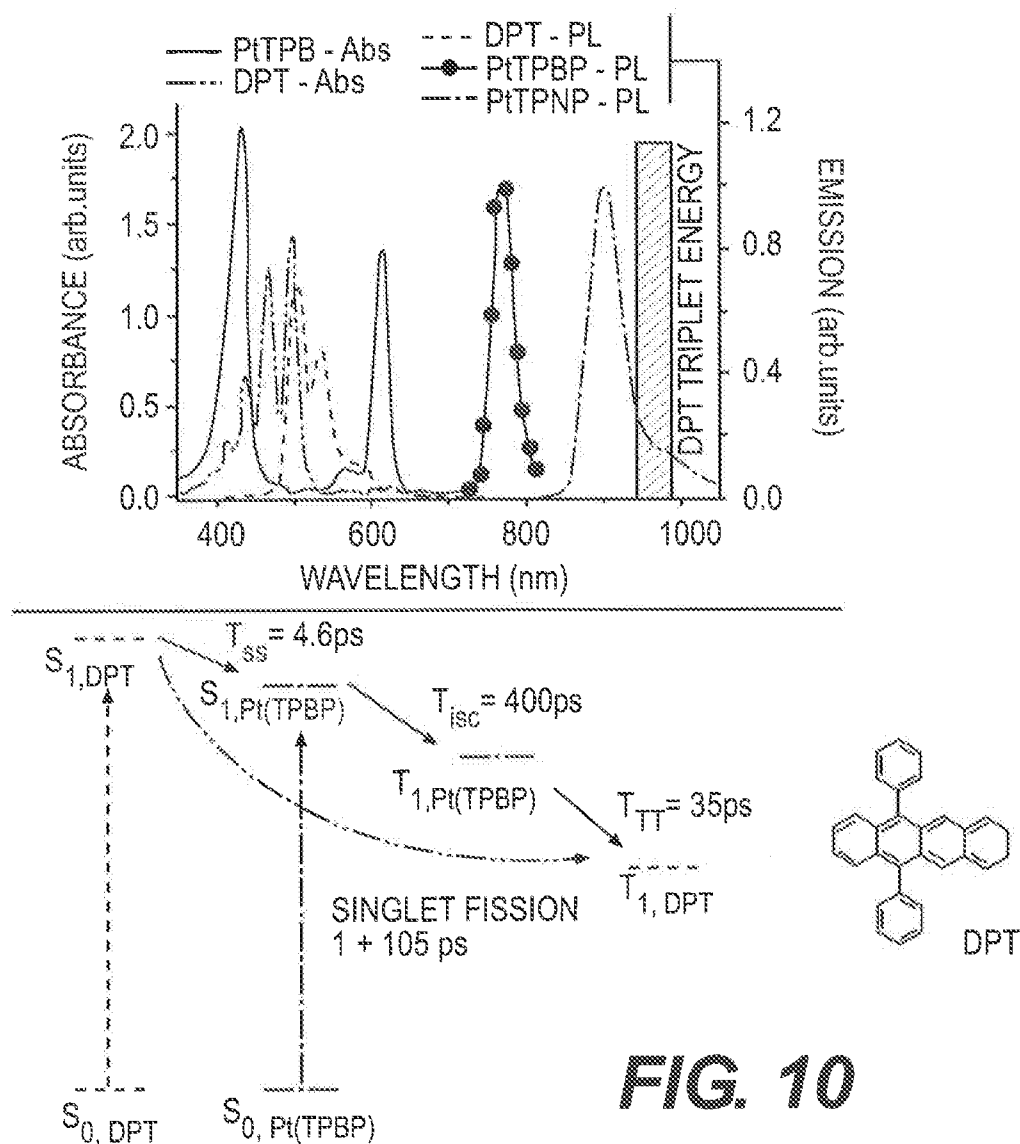 PtTPB - Abs
DPT - Abs
DPT - PL
PtTPBP - PL
PtTPNP - PL
ABSORBANCE (arb.units)
2.0
1.5
1.0
0.5
0.0
1.2
0.8
0.4
0.0
EMISSION (arb.units)
DPT TRIPLET ENERGY
400
600
800
1000
WAVELENGTH (nm)
S1,DPT
Tss = 4.6ps
S1,Pt(TPBP)
Tisc = 400ps
T1,Pt(TPBP)
TTT = 35ps
T1, DPT
SINGLET FISSION
1 + 105 ps
DPT
S0, DPT
S0, Pt(TPBP)
FIG. 10